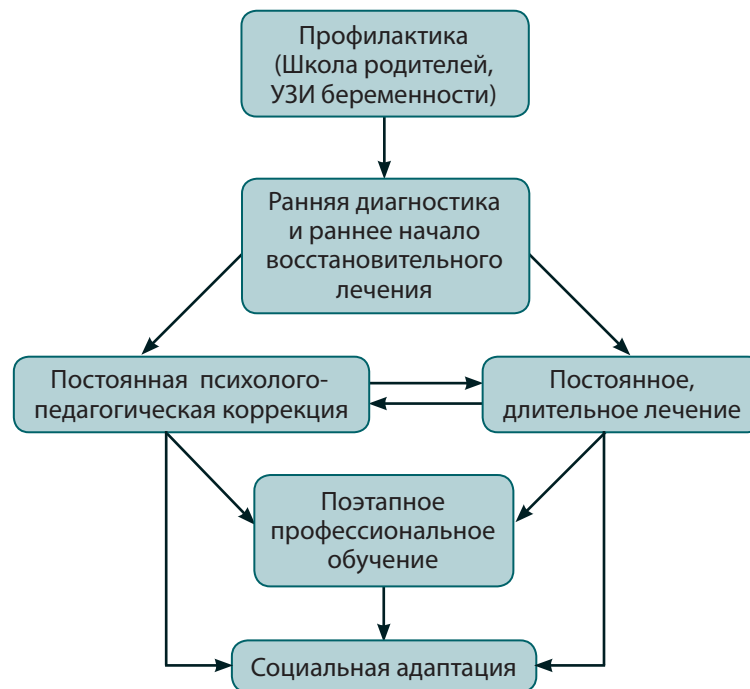 Профилактика
(Школа родителей,
УЗИ беременности)
Ранняя диагностика
и раннее начало
восстановительного
лечения
Постоянная психолого-
педагогическая коррекция
Постоянное,
длительное лечение
Поэтапное
профессиональное
обучение
Социальная адаптация